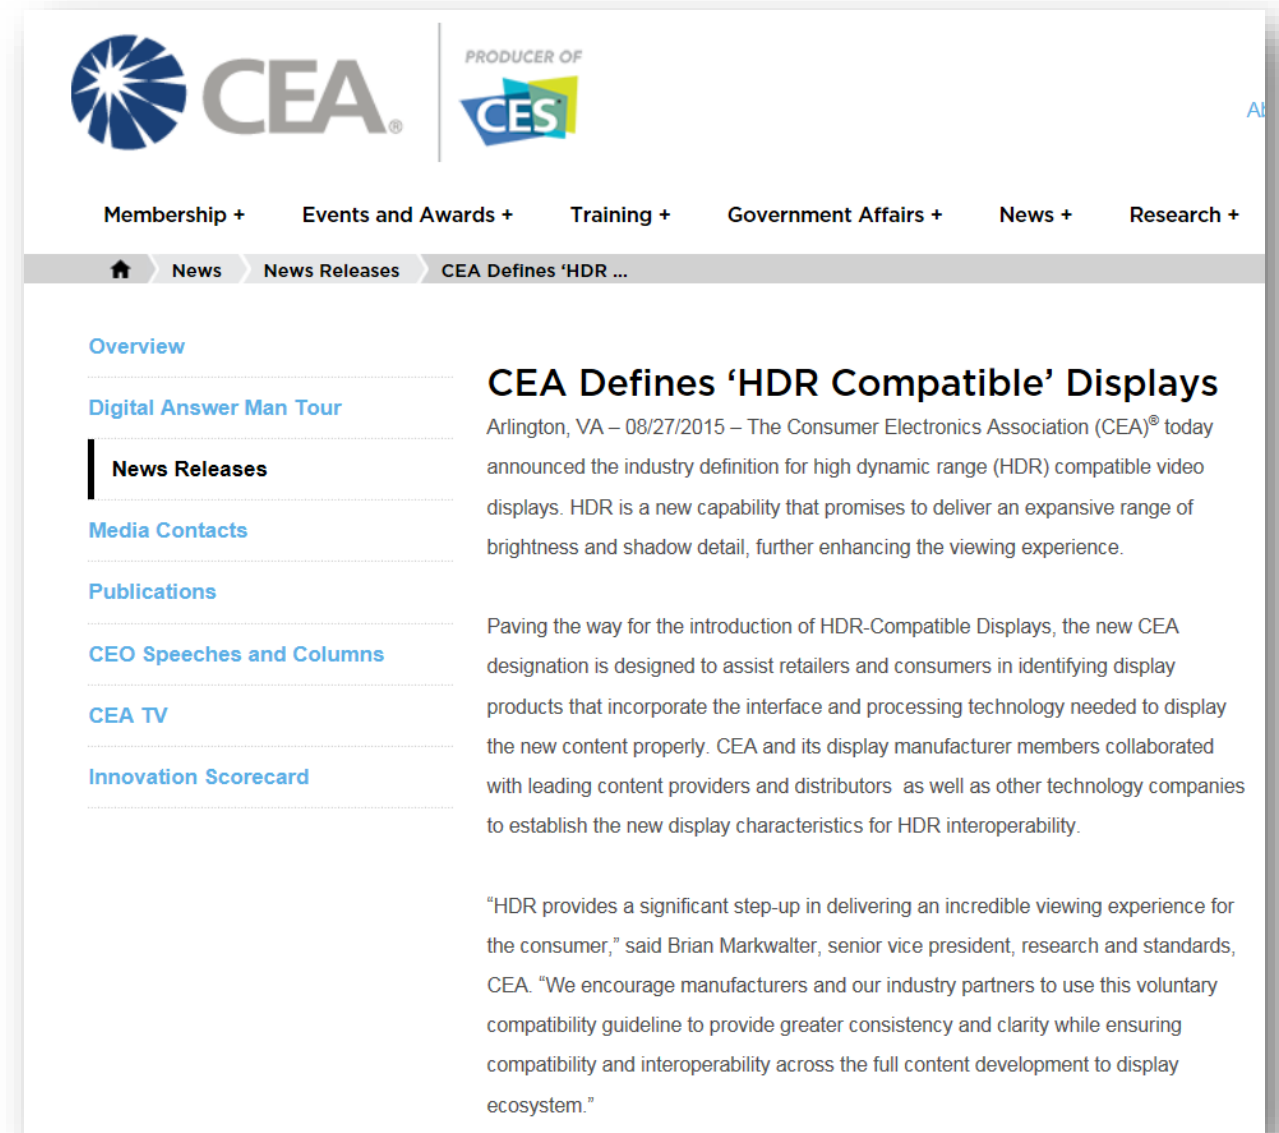 CEA®
PRODUCER OF
CES
Membership +
Events and Awards +
Training +
Government Affairs +
News +
Research +
News
News Releases
CEA Defines ‘HDR ...
Overview
Digital Answer Man Tour
News Releases
Media Contacts
Publications
CEO Speeches and Columns
CEA TV
Innovation Scorecard
CEA Defines ‘HDR Compatible’ Displays
Arlington, VA – 08/27/2015 – The Consumer Electronics Association (CEA)® today
announced the industry definition for high dynamic range (HDR) compatible video
displays. HDR is a new capability that promises to deliver an expansive range of
brightness and shadow detail, further enhancing the viewing experience.
Paving the way for the introduction of HDR-Compatible Displays, the new CEA
designation is designed to assist retailers and consumers in identifying display
products that incorporate the interface and processing technology needed to display
the new content properly. CEA and its display manufacturer members collaborated
with leading content providers and distributors  as well as other technology companies
to establish the new display characteristics for HDR interoperability.
“HDR provides a significant step-up in delivering an incredible viewing experience for
the consumer,” said Brian Markwalter, senior vice president, research and standards,
CEA. “We encourage manufacturers and our industry partners to use this voluntary
compatibility guideline to provide greater consistency and clarity while ensuring
compatibility and interoperability across the full content development to display
ecosystem.”